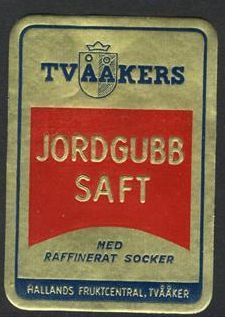 TVÅÅKERS
JORDGUBB
SAFT
MED
RAFFINERAT SOCKER
HALLANDS FRUKTCENTRAL, TVÅÅKER